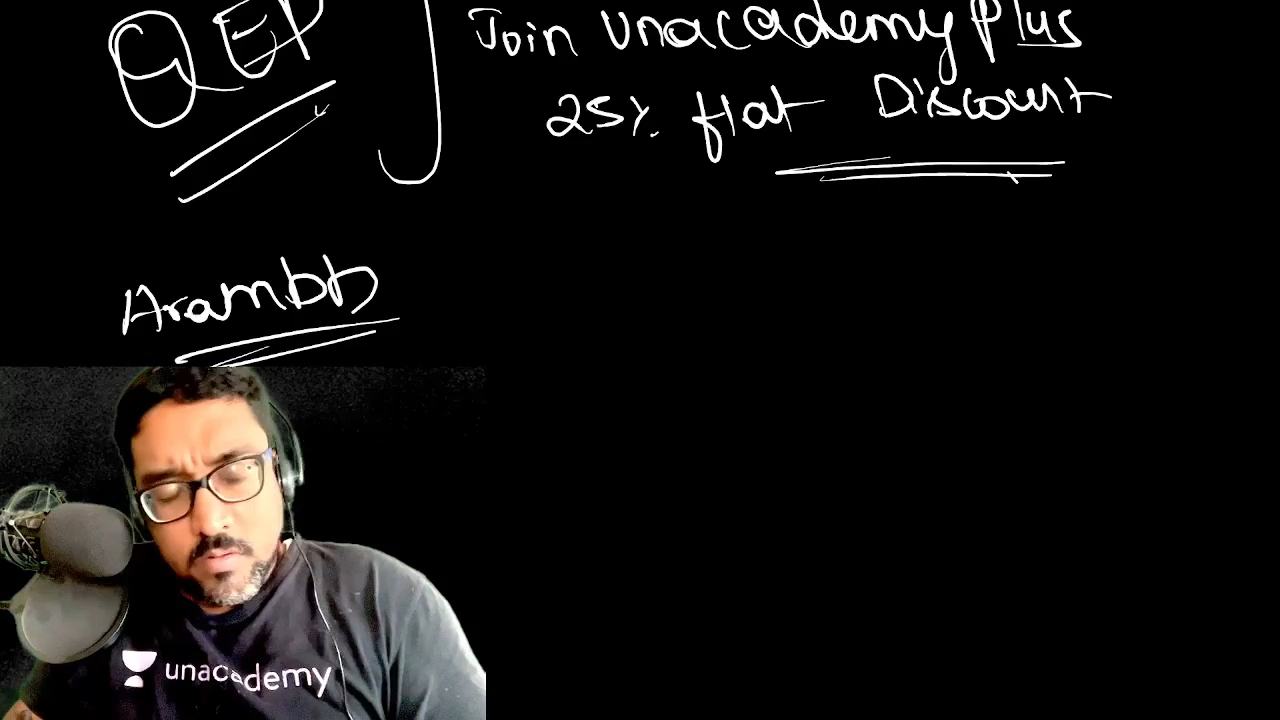 QEP
Join unacademy Plus
25% flat Discount
Arambh
unacademy